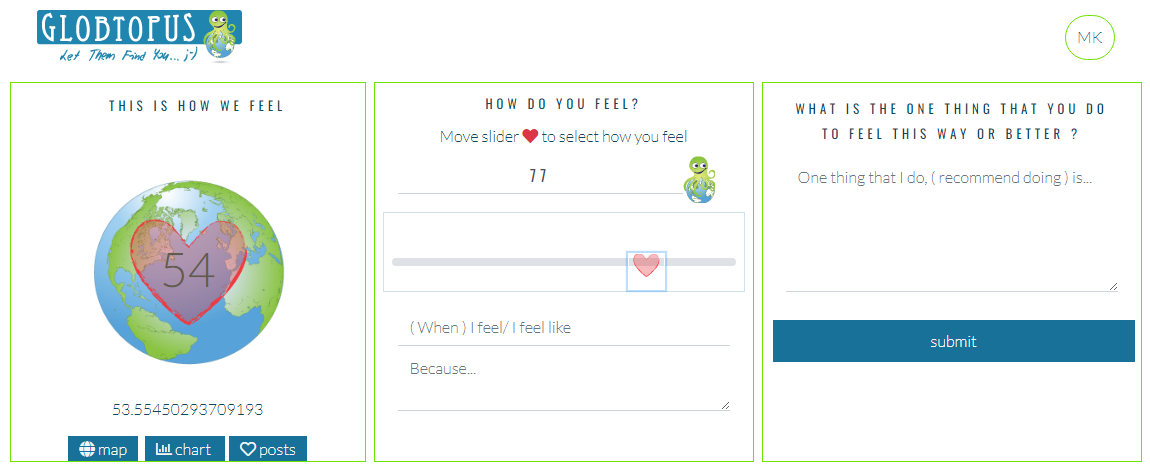 GLOBTOPUS
Let Them Find You... ;-)
MK
THIS IS HOW WE FEEL
54
53.55450293709193
map
chart
posts
HOW DO YOU FEEL?
Move slider to select how you feel
77
( When ) I feel/ I feel like
Because...
WHAT IS THE ONE THING THAT YOU DO
TO FEEL THIS WAY OR BETTER ?
One thing that I do, ( recommend doing ) is...
submit